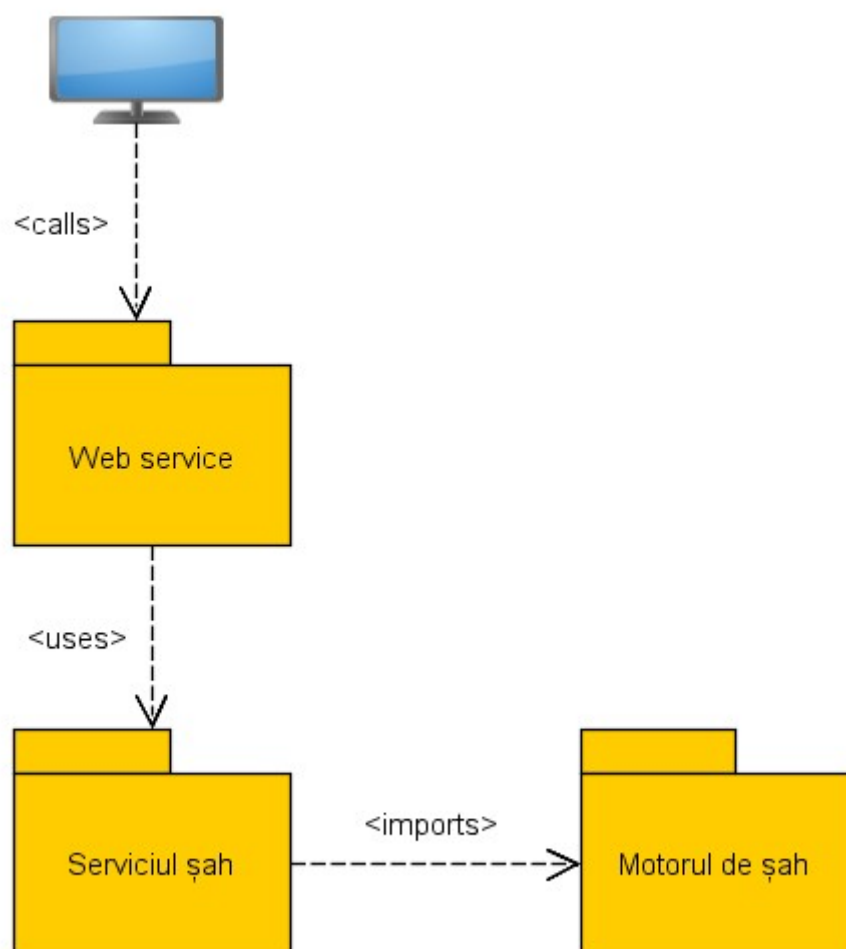 <calls>
Web service
<uses>
<imports>
Serviciul șah
Motorul de șah